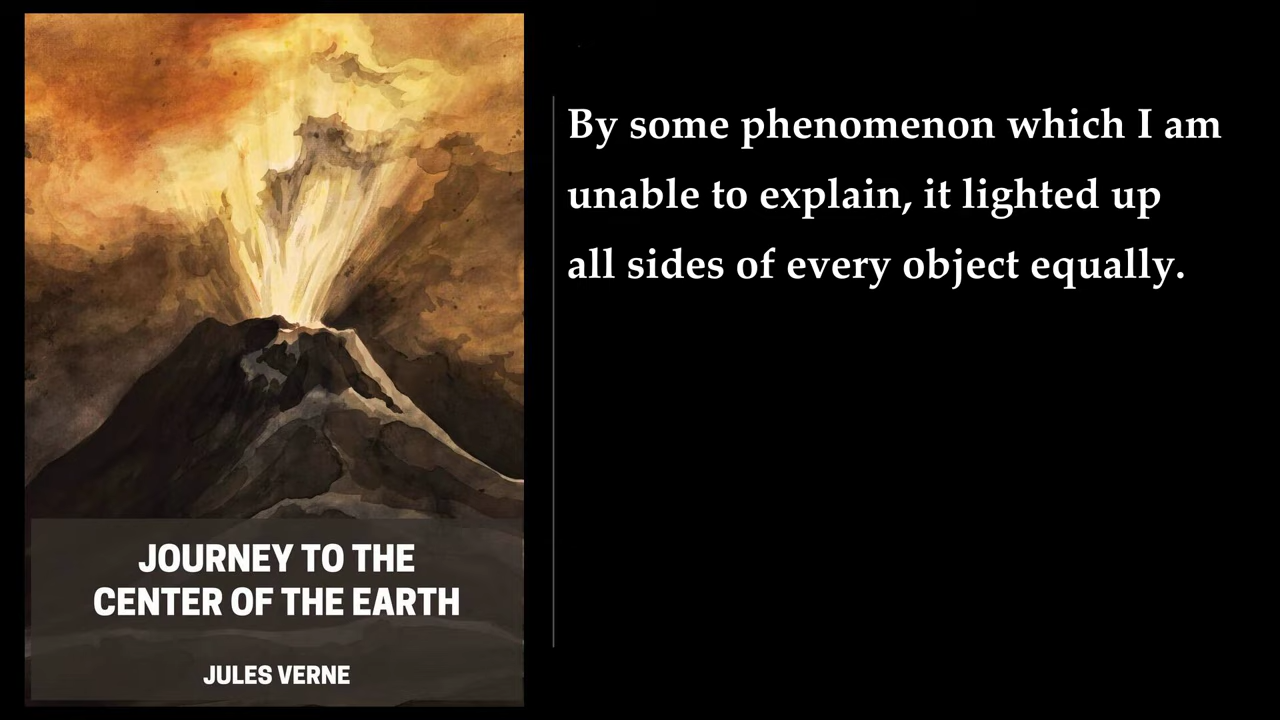 JOURNEY TO THE
CENTER OF THE EARTH
JULES VERNE
By some phenomenon which I am
unable to explain, it lighted up
all sides of every object equally.